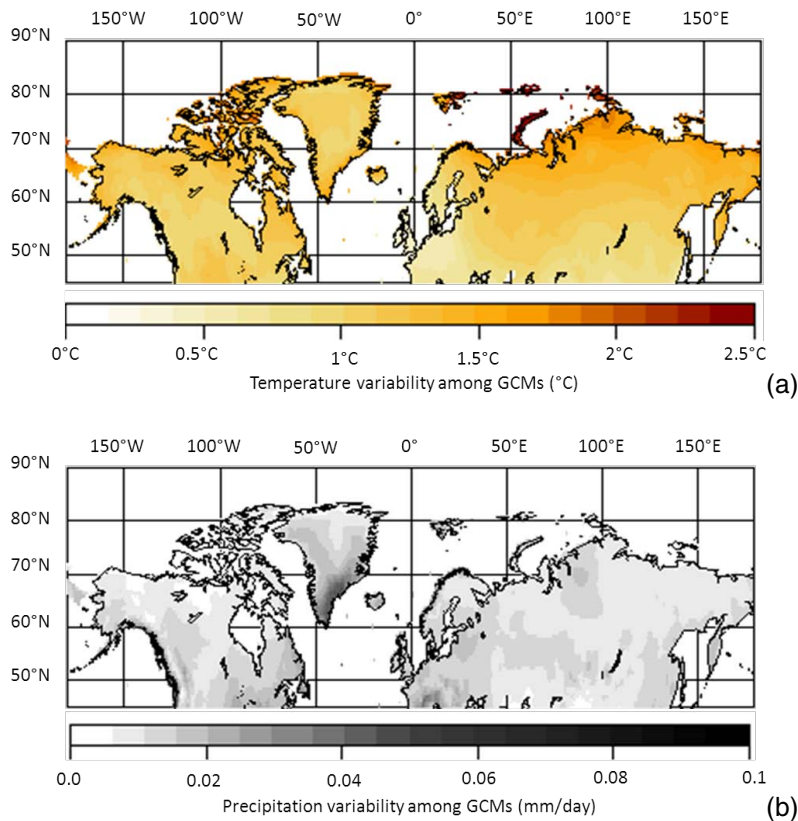 150°W 100°W 50°W 0° 50°E 100°E 150°E
90°N
80°N
70°N
60°N
50°N
0°C 0.5°C 1°C 1.5°C 2°C 2.5°C
Temperature variability among GCMs (°C)
(a)
150°W 100°W 50°W 0° 50°E 100°E 150°E
90°N
80°N
70°N
60°N
50°N
0.0 0.02 0.04 0.06 0.08 0.1
Precipitation variability among GCMs (mm/day)
(b)